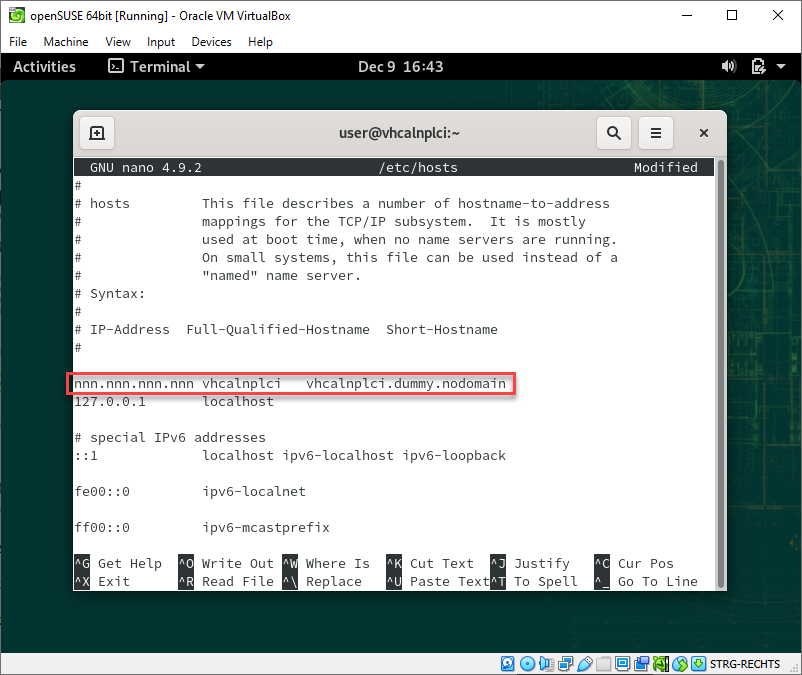 openSUSE 64bit [Running] - Oracle VM VirtualBox
File Machine View Input Devices Help
Activities Terminal Dec 9 16:43
user@vhcalnplci:~
GNU nano 4.9.2 /etc/hosts Modified
#
# hosts         This file describes a number of hostname-to-address
#               mappings for the TCP/IP subsystem.  It is mostly
#               used at boot time, when no name servers are running.
#               On small systems, this file can be used instead of a
#               "named" name server.
# Syntax:
#
# IP-Address  Full-Qualified-Hostname  Short-Hostname
#
nnn.nnn.nnn.nnn vhcalnplci   vhcalnplci.dummy.nodomain
127.0.0.1       localhost
# special IPv6 addresses
::1             localhost ipv6-localhost ipv6-loopback
fe00::0         ipv6-localnet
ff00::0         ipv6-mcastprefix
^G Get Help ^O Write Out ^W Where Is ^K Cut Text ^J Justify ^C Cur Pos
^X Exit ^R Read File ^\ Replace ^U Paste Text ^T To Spell ^_ Go To Line
STRG-RECHTS